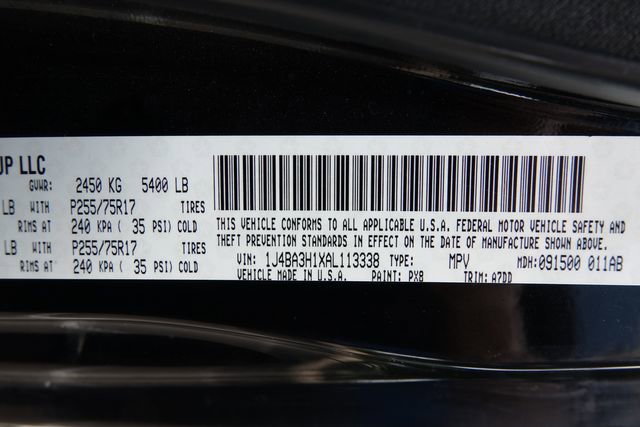 UP LLC
GVWR: 2450 KG 5400 LB
LB WITH P255/75R17 TIRES
RIMS AT 240 KPA ( 35 PSI) COLD
LB WITH P255/75R17 TIRES
RIMS AT 240 KPA ( 35 PSI) COLD
THIS VEHICLE CONFORMS TO ALL APPLICABLE U.S.A. FEDERAL MOTOR VEHICLE SAFETY AND
THEFT PREVENTION STANDARDS IN EFFECT ON THE DATE OF MANUFACTURE SHOWN ABOVE.
VIN: 1J4BA3H1XAL113338 TYPE: MPV MDH:091500 011AB
VEHICLE MADE IN U.S.A. PAINT: PX8 TRIM: A7DD